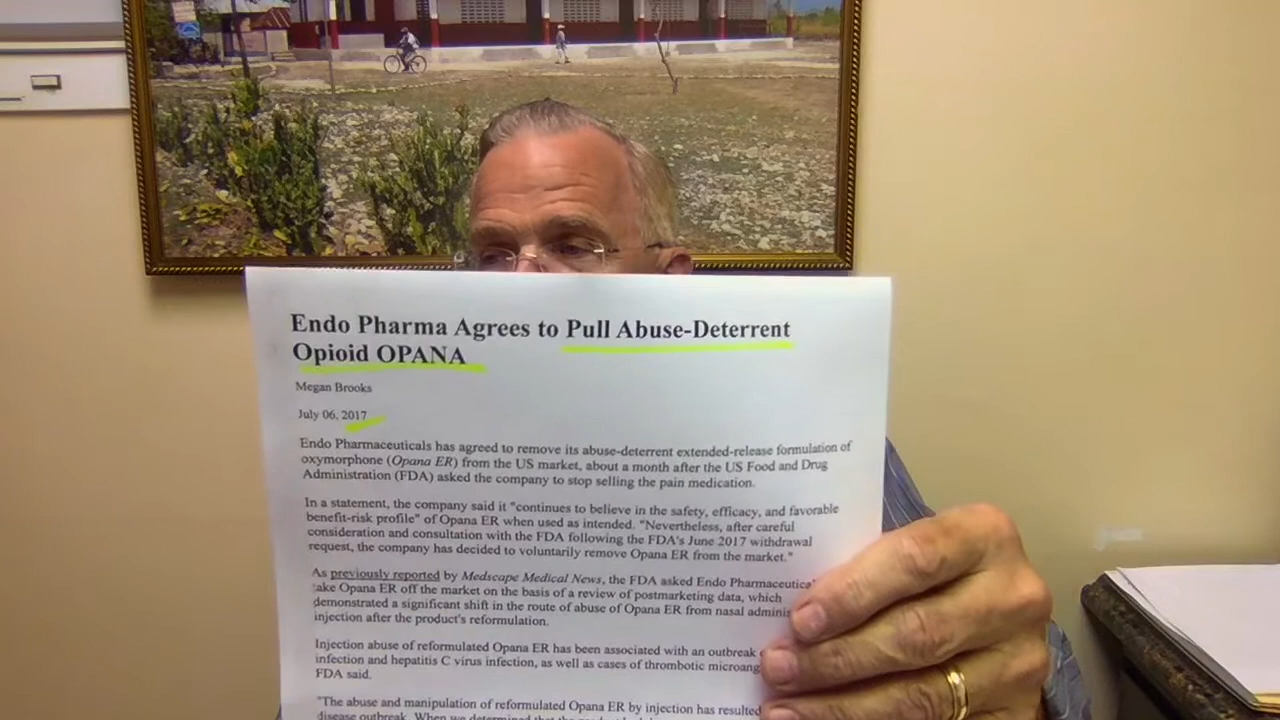 Endo Pharma Agrees to Pull Abuse-Deterrent
Opioid OPANA
Megan Brooks
July 06, 2017
Endo Pharmaceuticals has agreed to remove its abuse-deterrent extended-release formulation of
oxymorphone (Opana ER) from the US market, about a month after the US Food and Drug
Administration (FDA) asked the company to stop selling the pain medication.
In a statement, the company said it "continues to believe in the safety, efficacy, and favorable
benefit-risk profile" of Opana ER when used as intended. "Nevertheless, after careful
consideration and consultation with the FDA following the FDA's June 2017 withdrawal
request, the company has decided to voluntarily remove Opana ER from the market."
As previously reported by Medscape Medical News, the FDA asked Endo Pharmaceutica
take Opana ER off the market on the basis of a review of postmarketing data, which
demonstrated a significant shift in the route of abuse of Opana ER from nasal adminis
injection after the product's reformulation.
Injection abuse of reformulated Opana ER has been associated with an outbreak
infection and hepatitis C virus infection, as well as cases of thrombotic microang
FDA said.
"The abuse and manipulation of reformulated Opana ER by injection has resulted
disease outbreak. When we determined that the